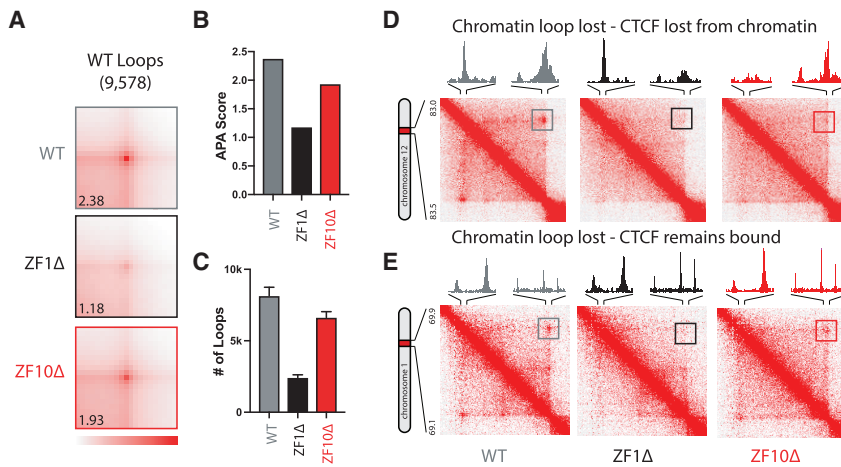 A
WT Loops
(9,578)
WT
2.38
ZF1Δ
1.18
ZF10Δ
1.93
B
2.5
2.0
1.5
1.0
0.5
0.0
APA Score
WT
ZF1Δ
ZF10Δ
C
10k
5k
0
# of Loops
WT
ZF1Δ
ZF10Δ
D
Chromatin loop lost - CTCF lost from chromatin
chromosome 12
83.0
83.5
E
Chromatin loop lost - CTCF remains bound
chromosome 1
69.9
69.1
WT
ZF1Δ
ZF10Δ